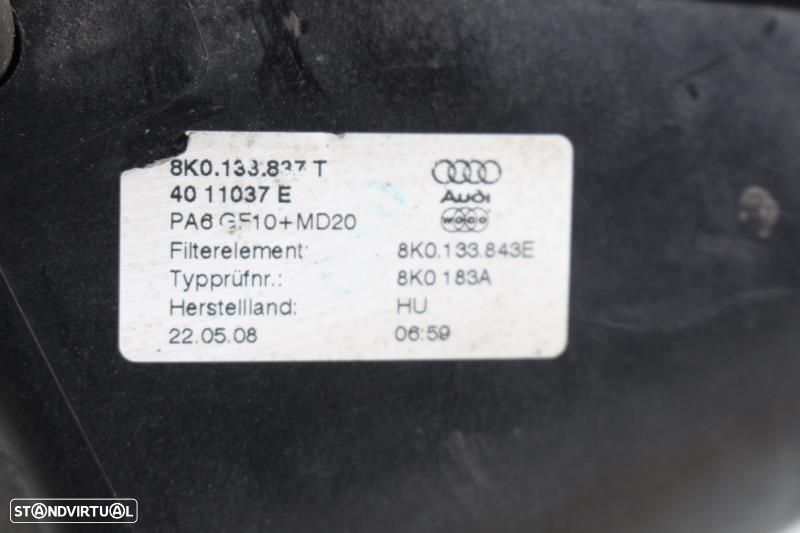 8K0.133.837 T
40 11037 E
PA6 GF10+MD20
Audi
Filterelement: 8K0.133.843E
Typprüfnr.: 8K0 183A
Herstellland: HU
22.05.08 06:59
STANDVIRTUAL